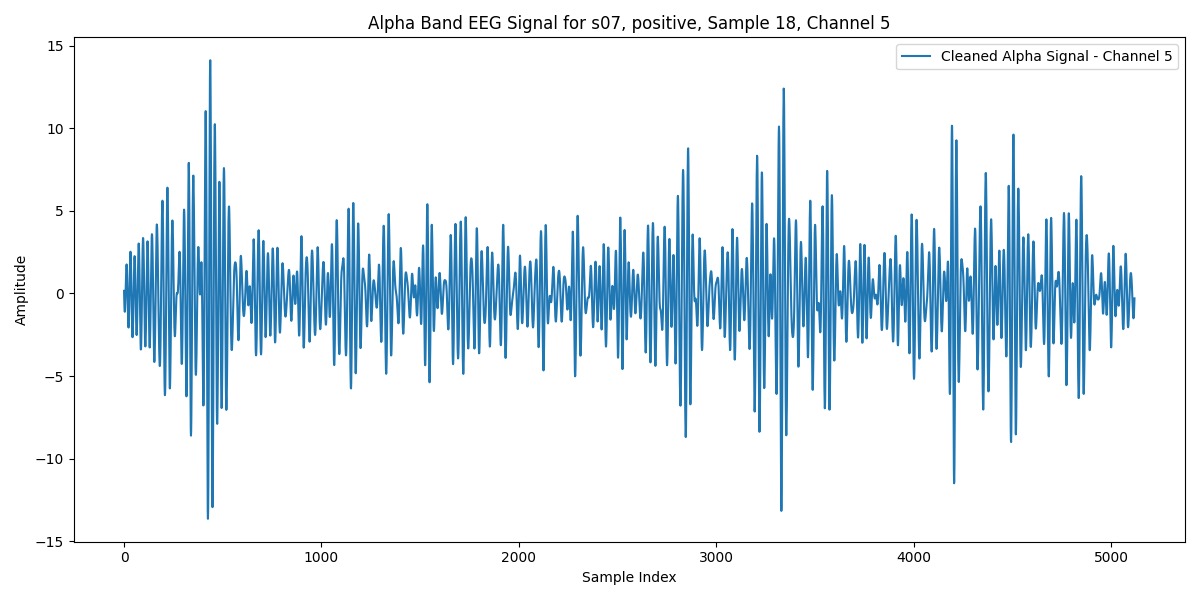 Alpha Band EEG Signal for s07, positive, Sample 18, Channel 5
Cleaned Alpha Signal - Channel 5
15
10
5
0
−5
−10
−15
Amplitude
0 1000 2000 3000 4000 5000
Sample Index